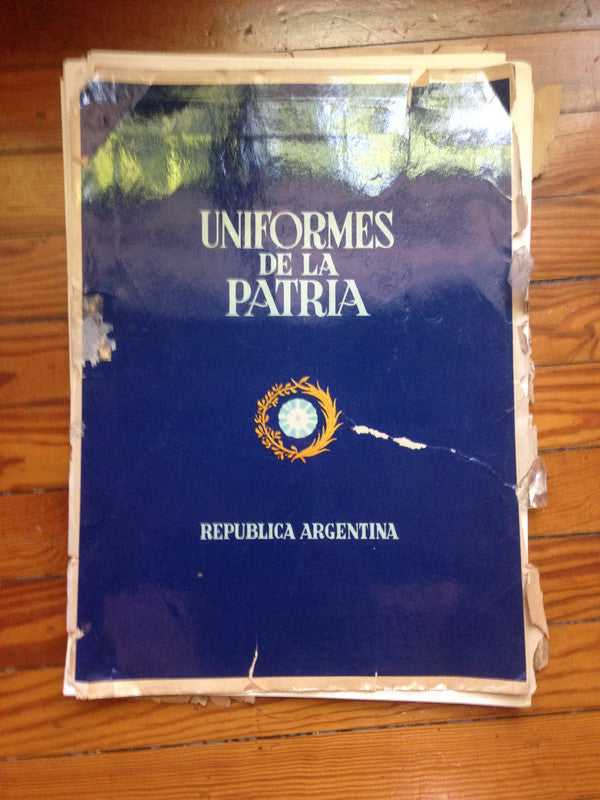 UNIFORMES
DE LA
PATRIA
REPUBLICA ARGENTINA